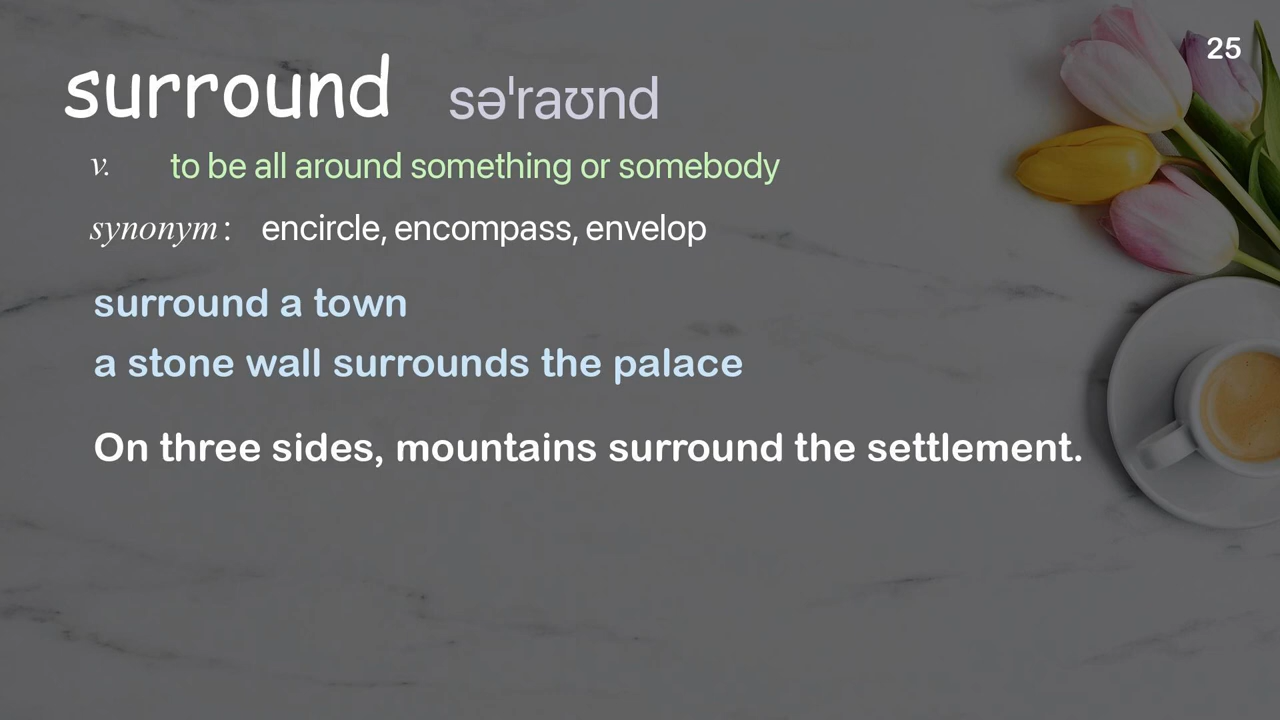 25
surround səˈraʊnd
v. to be all around something or somebody
synonym : encircle, encompass, envelop
surround a town
a stone wall surrounds the palace
On three sides, mountains surround the settlement.